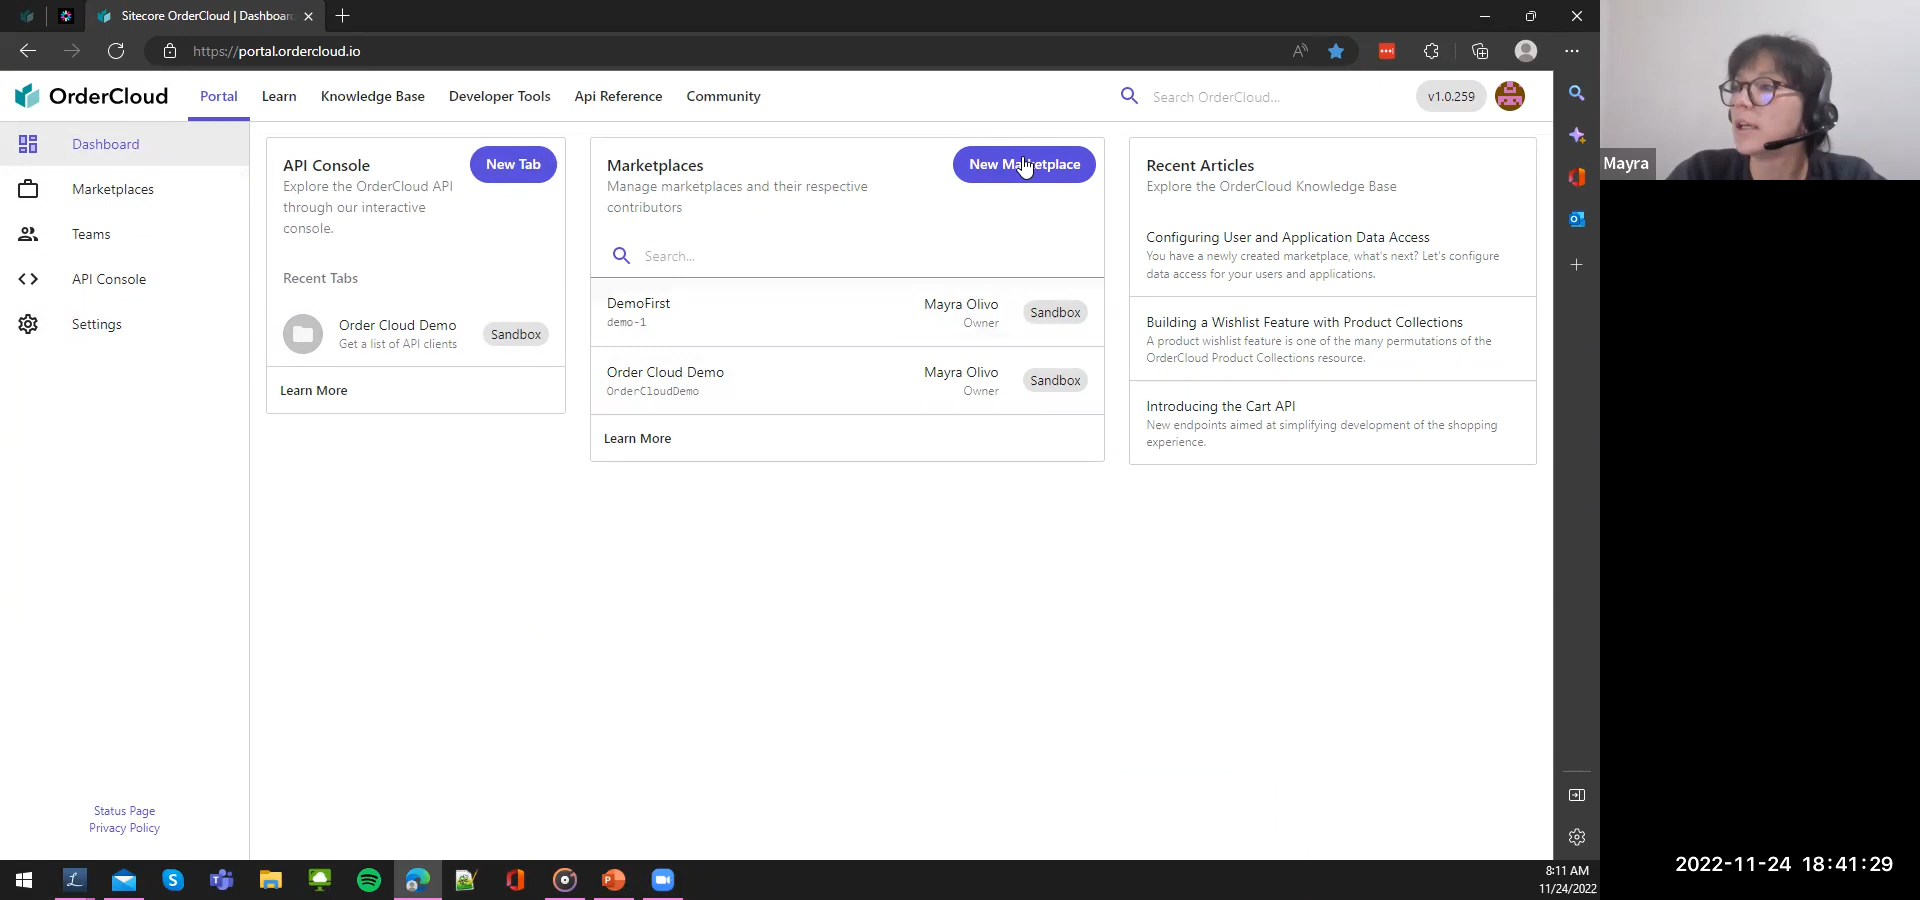 Sitecore OrderCloud | Dashboar
https://portal.ordercloud.io
OrderCloud
Portal
Learn
Knowledge Base
Developer Tools
Api Reference
Community
Search OrderCloud...
v1.0.259
Dashboard
Marketplaces
Teams
API Console
Settings
Status Page
Privacy Policy
API Console
New Tab
Explore the OrderCloud API
through our interactive
console.
Recent Tabs
Order Cloud Demo
Get a list of API clients
Sandbox
Learn More
Marketplaces
New Marketplace
Manage marketplaces and their respective
contributors
Search...
DemoFirst
demo-1
Mayra Olivo
Owner
Sandbox
Order Cloud Demo
OrderCloudDemo
Mayra Olivo
Owner
Sandbox
Learn More
Recent Articles
Explore the OrderCloud Knowledge Base
Configuring User and Application Data Access
You have a newly created marketplace, what's next? Let's configure
data access for your users and applications.
Building a Wishlist Feature with Product Collections
A product wishlist feature is one of the many permutations of the
OrderCloud Product Collections resource.
Introducing the Cart API
New endpoints aimed at simplifying development of the shopping
experience.
Mayra
8:11 AM
11/24/2022
2022-11-24 18:41:29